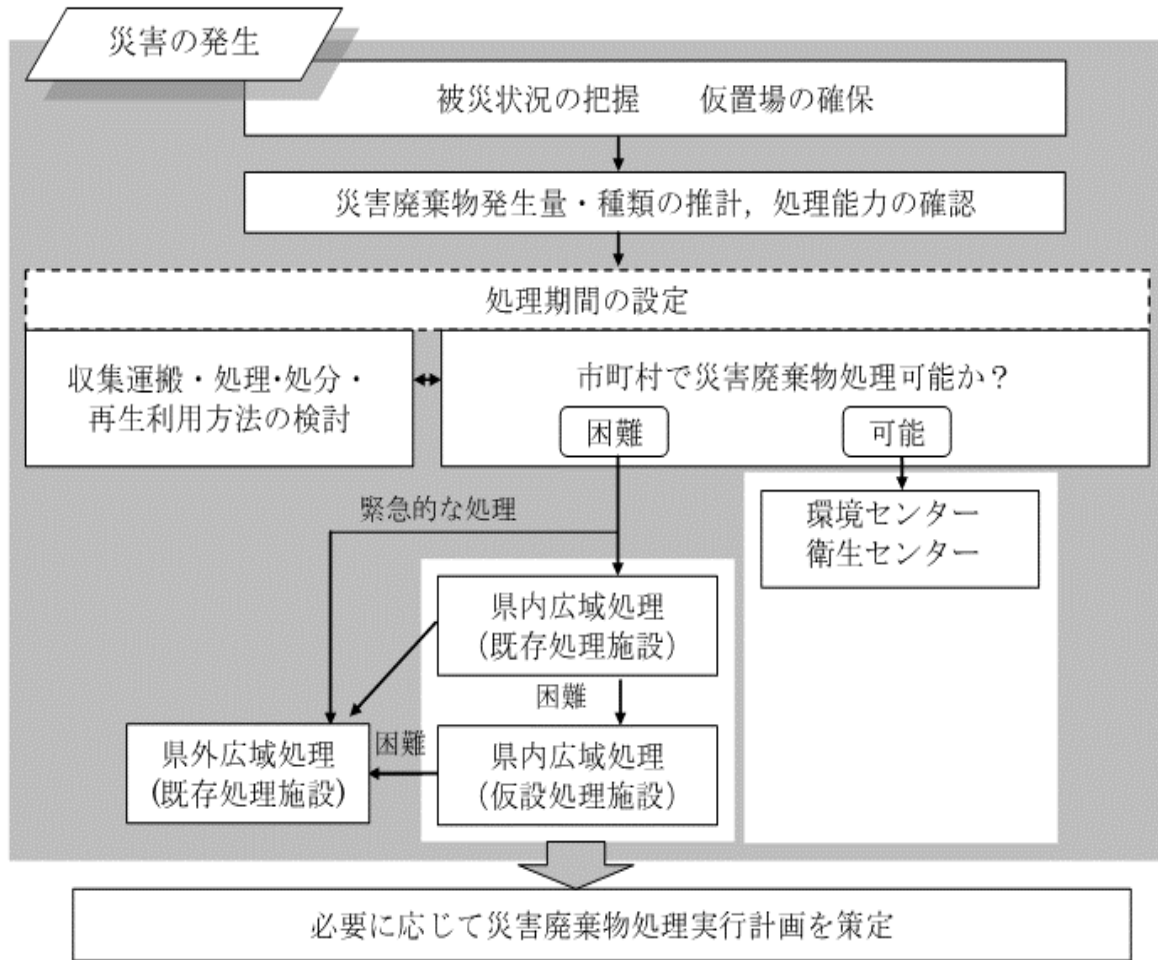 災害の発生
被災状況の把握　　仮置場の確保
災害廃棄物発生量・種類の推計，処理能力の確認
処理期間の設定
収集運搬・処理・処分・
再生利用方法の検討
市町村で災害廃棄物処理可能か？
困難
可能
緊急的な処理
環境センター
衛生センター
県内広域処理
(既存処理施設)
困難
県外広域処理
(既存処理施設)
困難
県内広域処理
(仮設処理施設)
必要に応じて災害廃棄物処理実行計画を策定